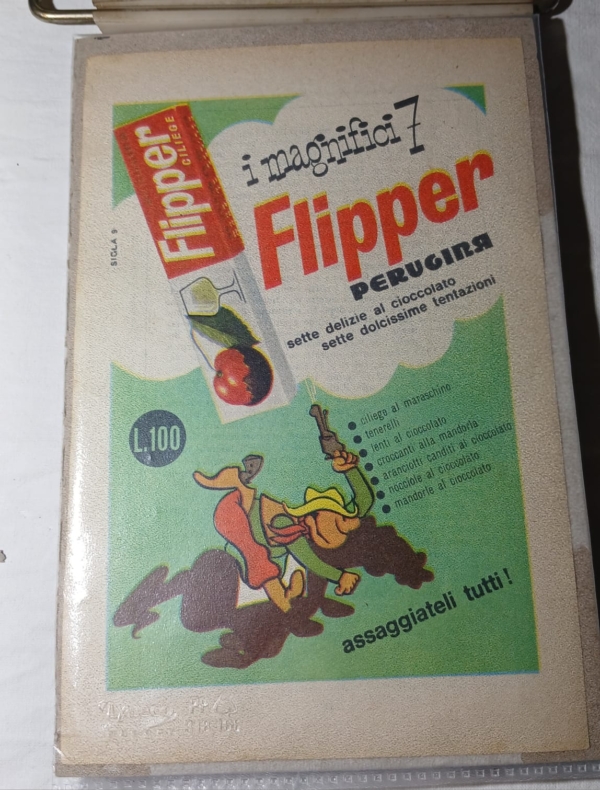 i magnifici 7
Flipper
PERUGINA
sette delizie al cioccolato
sette dolcissime tentazioni
Flipper
CILIEGE
SIGLA 9
L.100
ciliege al maraschino
tenerelli
lenti al cioccolato
croccanti alla mandorla
aranciotti canditi al cioccolato
nocciole al cioccolato
mandorle al cioccolato
assaggiateli tutti!